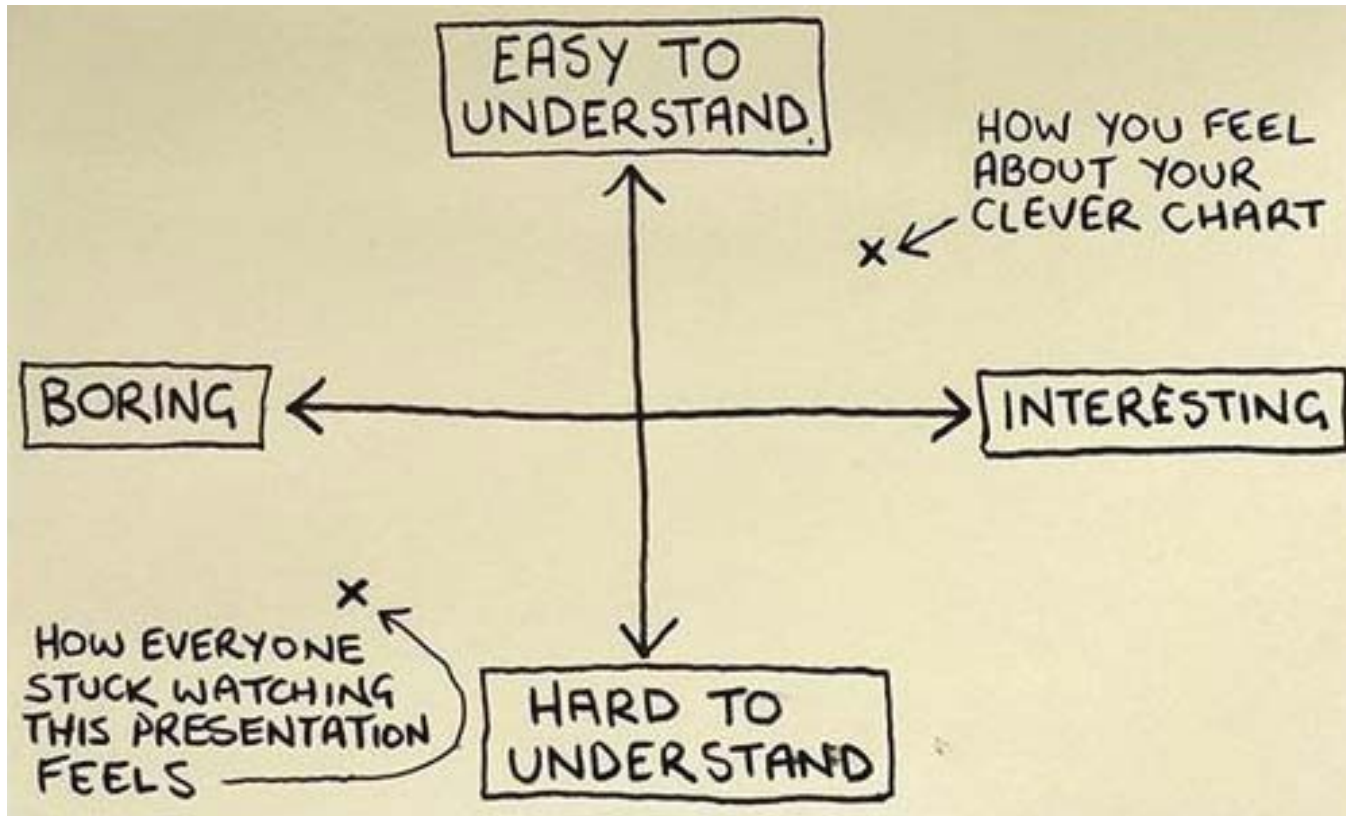 EASY TO
UNDERSTAND.
HOW YOU FEEL
ABOUT YOUR
CLEVER CHART
X
BORING
INTERESTING
X
HOW EVERYONE
STUCK WATCHING
THIS PRESENTATION
FEELS
HARD TO
UNDERSTAND